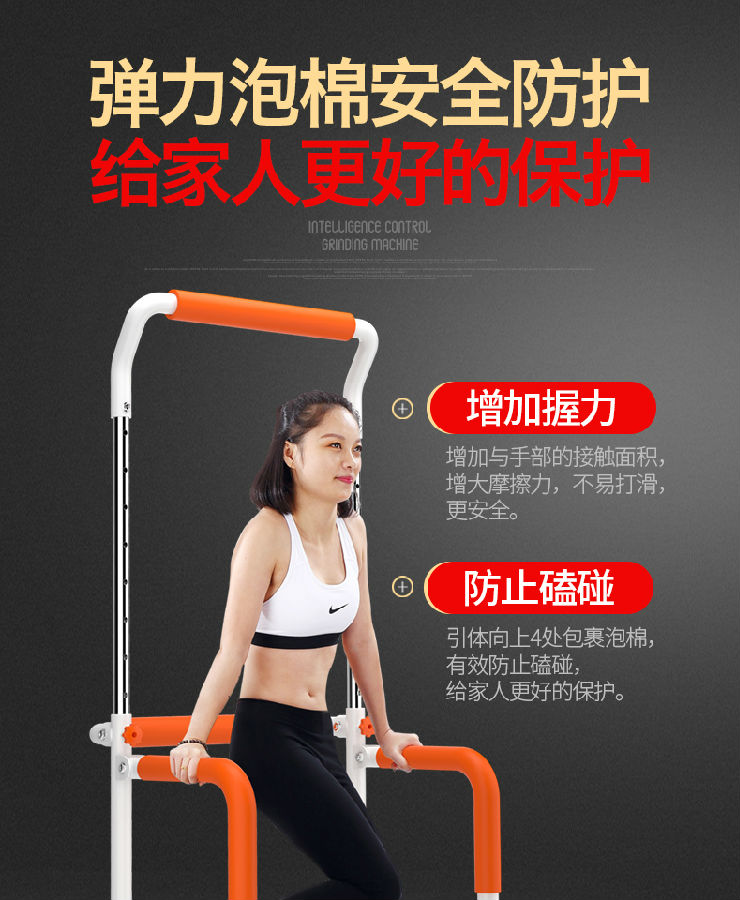 弹力泡棉安全防护
给家人更好的保护
INTELLIGENCE CONTROL
GRINDING MACHINE
增加握力
增加与手部的接触面积，
增大摩擦力，不易打滑，
更安全。
防止磕碰
引体向上4处包裹泡棉，
有效防止磕碰，
给家人更好的保护。